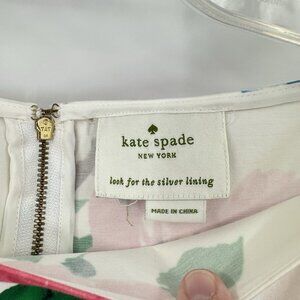 kate spade
NEW YORK
look for the silver lining
MADE IN CHINA